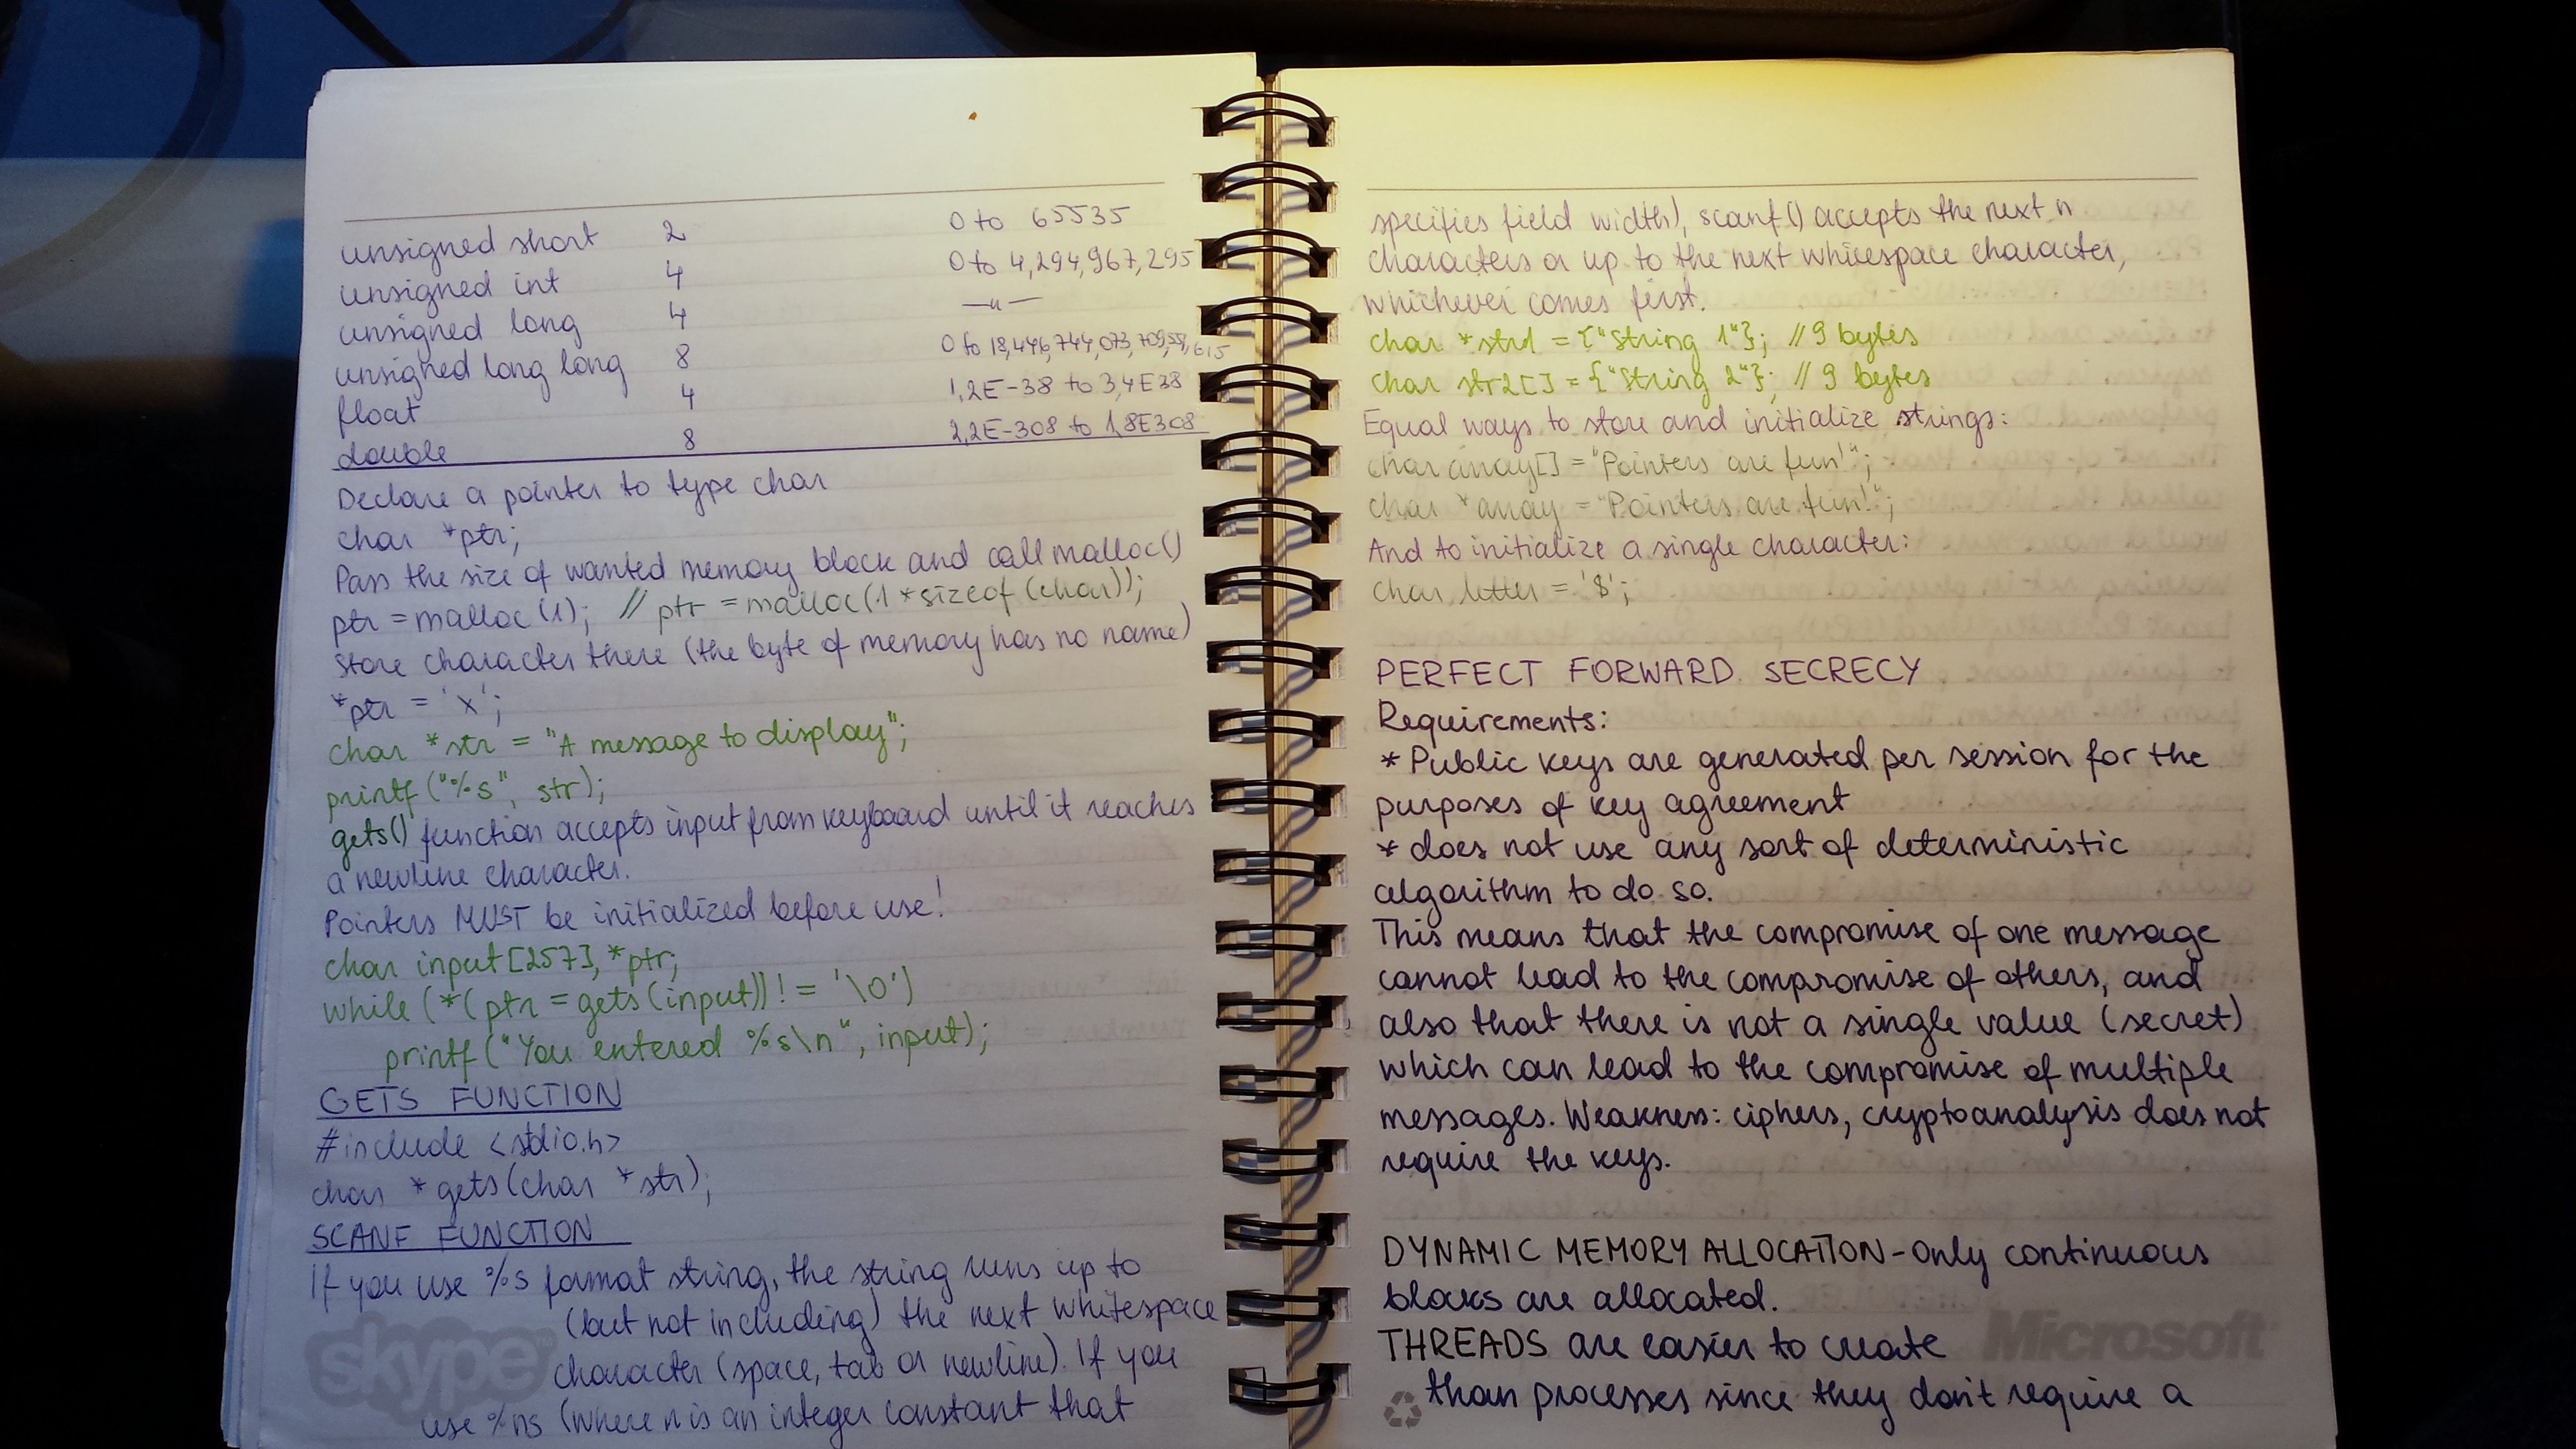 unsigned short 2 0 to 65535
unsigned int 4 0 to 4,294,967,295
unsigned long 4 —"—
unsigned long long 8 0 to 18,446,744,073,709,551,615
float 4 1,2E-38 to 3,4E38
double 8 2,2E-308 to 1,8E308
Declare a pointer to type char
char *ptr;
Pass the size of wanted memory block and call malloc()
ptr = malloc(1); // ptr = malloc(1 * sizeof(char));
Store character there (the byte of memory has no name)
*ptr = 'x';
char *str = "A message to display";
printf("%s", str);
gets() function accepts input from keyboard until it reaches
a newline character.
Pointers MUST be initialized before use!
char input[257], *ptr;
while (*(ptr = gets(input)) != '\0')
printf("You entered %s\n", input);
GETS FUNCTION
#include <stdio.h>
char *gets(char *str);
SCANF FUNCTION
If you use %s format string, the string runs up to
(but not including) the next whitespace
character (space, tab or newline). If you
use %ns (where n is an integer constant that
skype™
specifies field width), scanf() accepts the next n
characters or up to the next whitespace character,
whichever comes first.
char *str1 = {"String 1"}; // 9 bytes
char str2[] = {"String 2"}; // 9 bytes
Equal ways to store and initialize strings:
char array[] = "Pointers are fun!";
char *array = "Pointers are fun!";
And to initialize a single character:
char letter = '$';
PERFECT FORWARD SECRECY
Requirements:
* Public keys are generated per session for the
purposes of key agreement
* does not use any sort of deterministic
algorithm to do so.
This means that the compromise of one message
cannot lead to the compromise of others, and
also that there is not a single value (secret)
which can lead to the compromise of multiple
messages. Weakness: ciphers, cryptoanalysis does not
require the keys.
DYNAMIC MEMORY ALLOCATION - Only continuous
blocks are allocated.
THREADS are easier to create
than processes since they don't require a
Microsoft